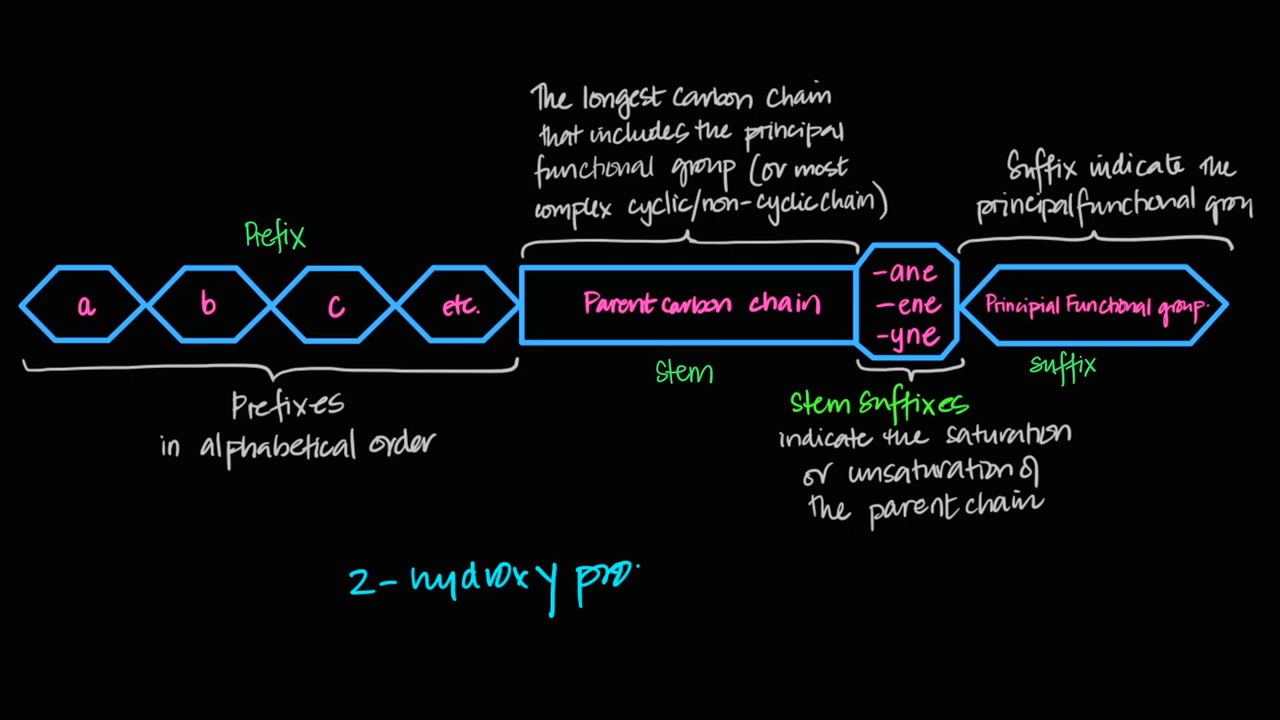 The longest carbon chain
that includes the principal
functional group (or most
complex cyclic/non-cyclic chain)
Suffix indicate the
principal functional grou
Prefix
a
b
c
etc.
Parent carbon chain
-ane
-ene
-yne
Principial Functional group.
Stem
Suffix
Prefixes
in alphabetical order
Stem Suffixes
indicate the saturation
or unsaturation of
the parent chain
2-hydroxy pro